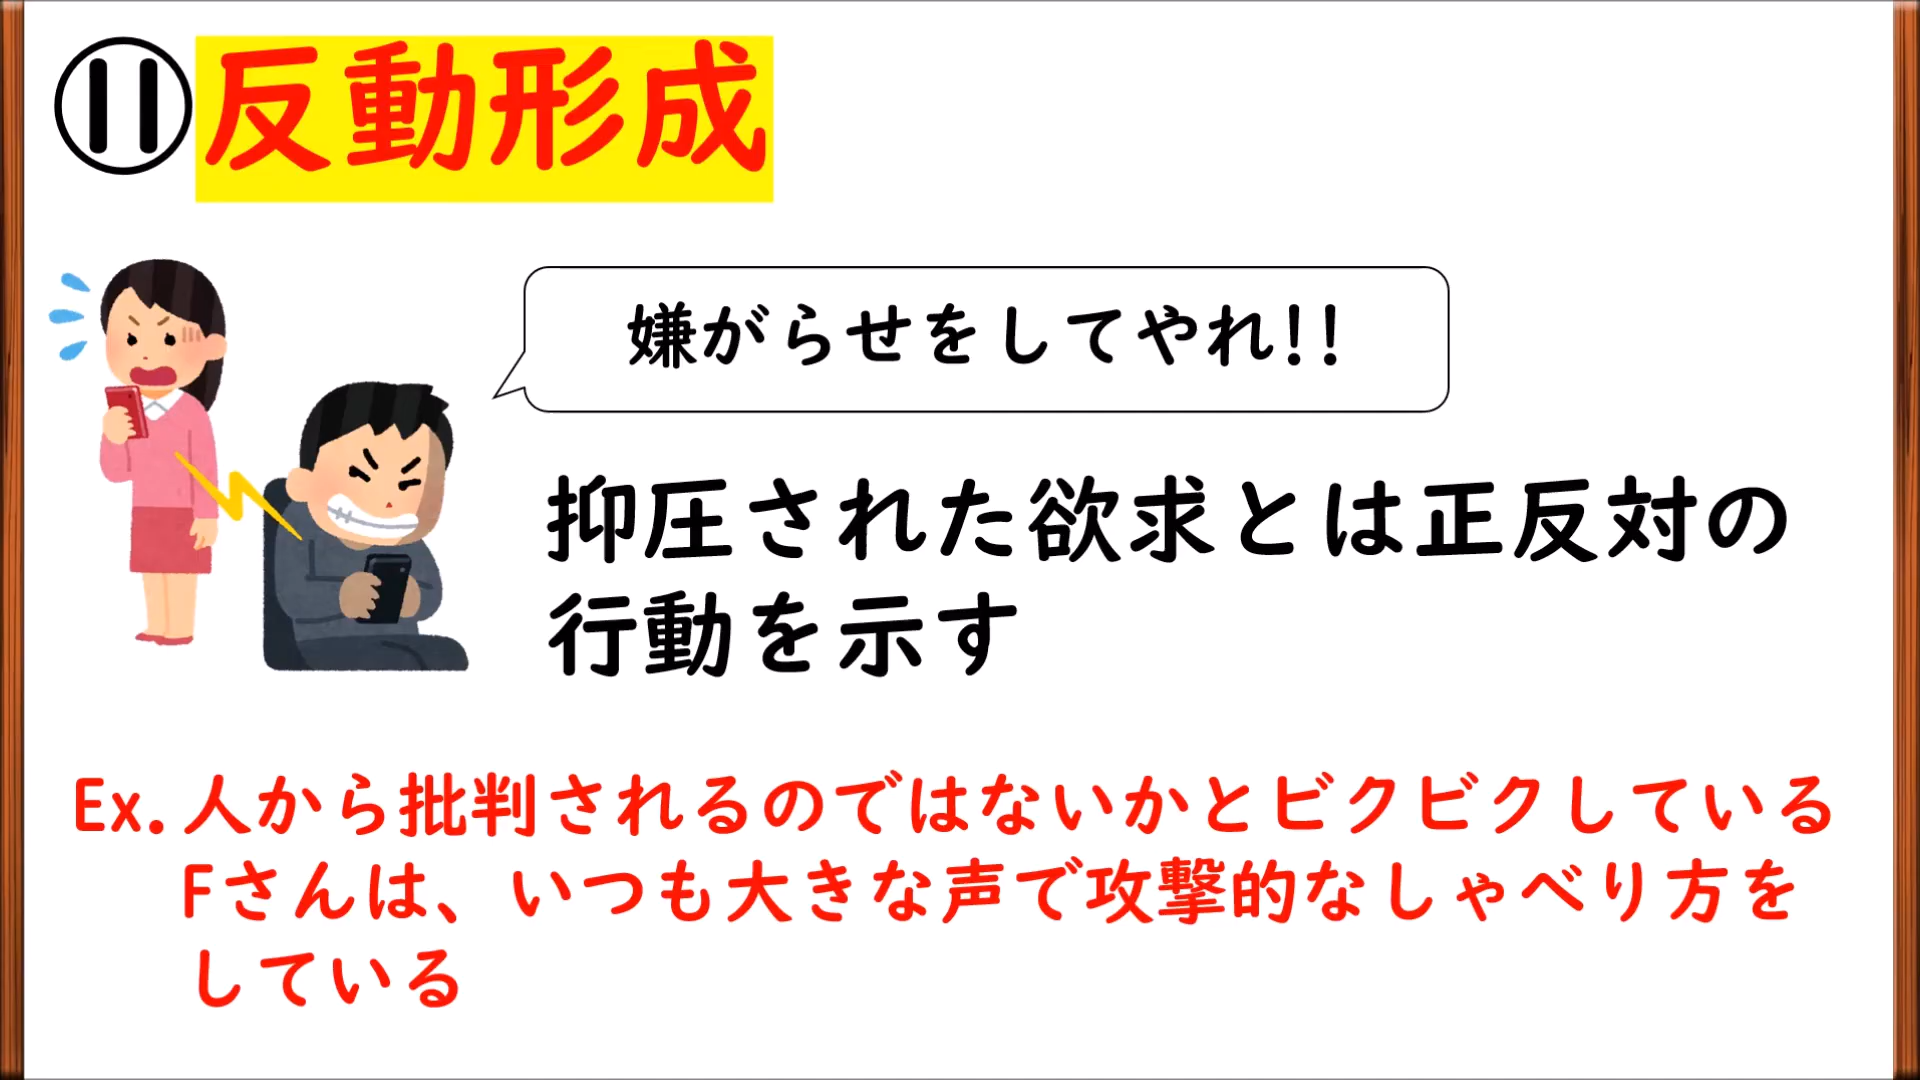 ⑪反動形成
嫌がらせをしてやれ!!
抑圧された欲求とは正反対の
行動を示す
Ex.人から批判されるのではないかとビクビクしている
Fさんは、いつも大きな声で攻撃的なしゃべり方を
している